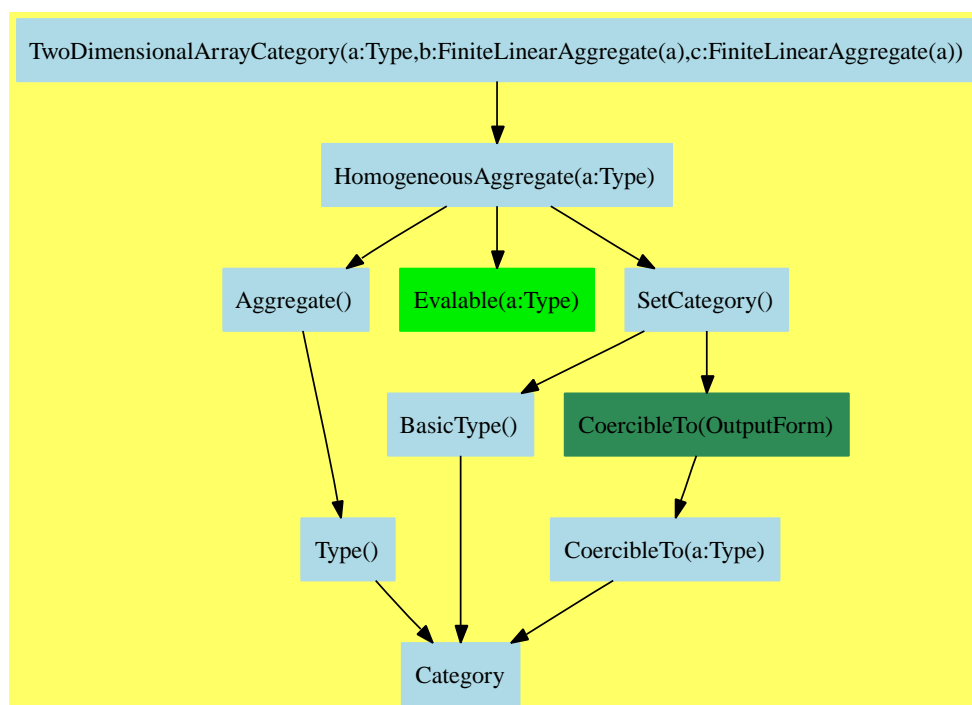 TwoDimensionalArrayCategory(a:Type,b:FiniteLinearAggregate(a),c:FiniteLinearAggregate(a))
HomogeneousAggregate(a:Type)
Aggregate()
Evalable(a:Type)
SetCategory()
BasicType()
CoercibleTo(OutputForm)
Type()
CoercibleTo(a:Type)
Category